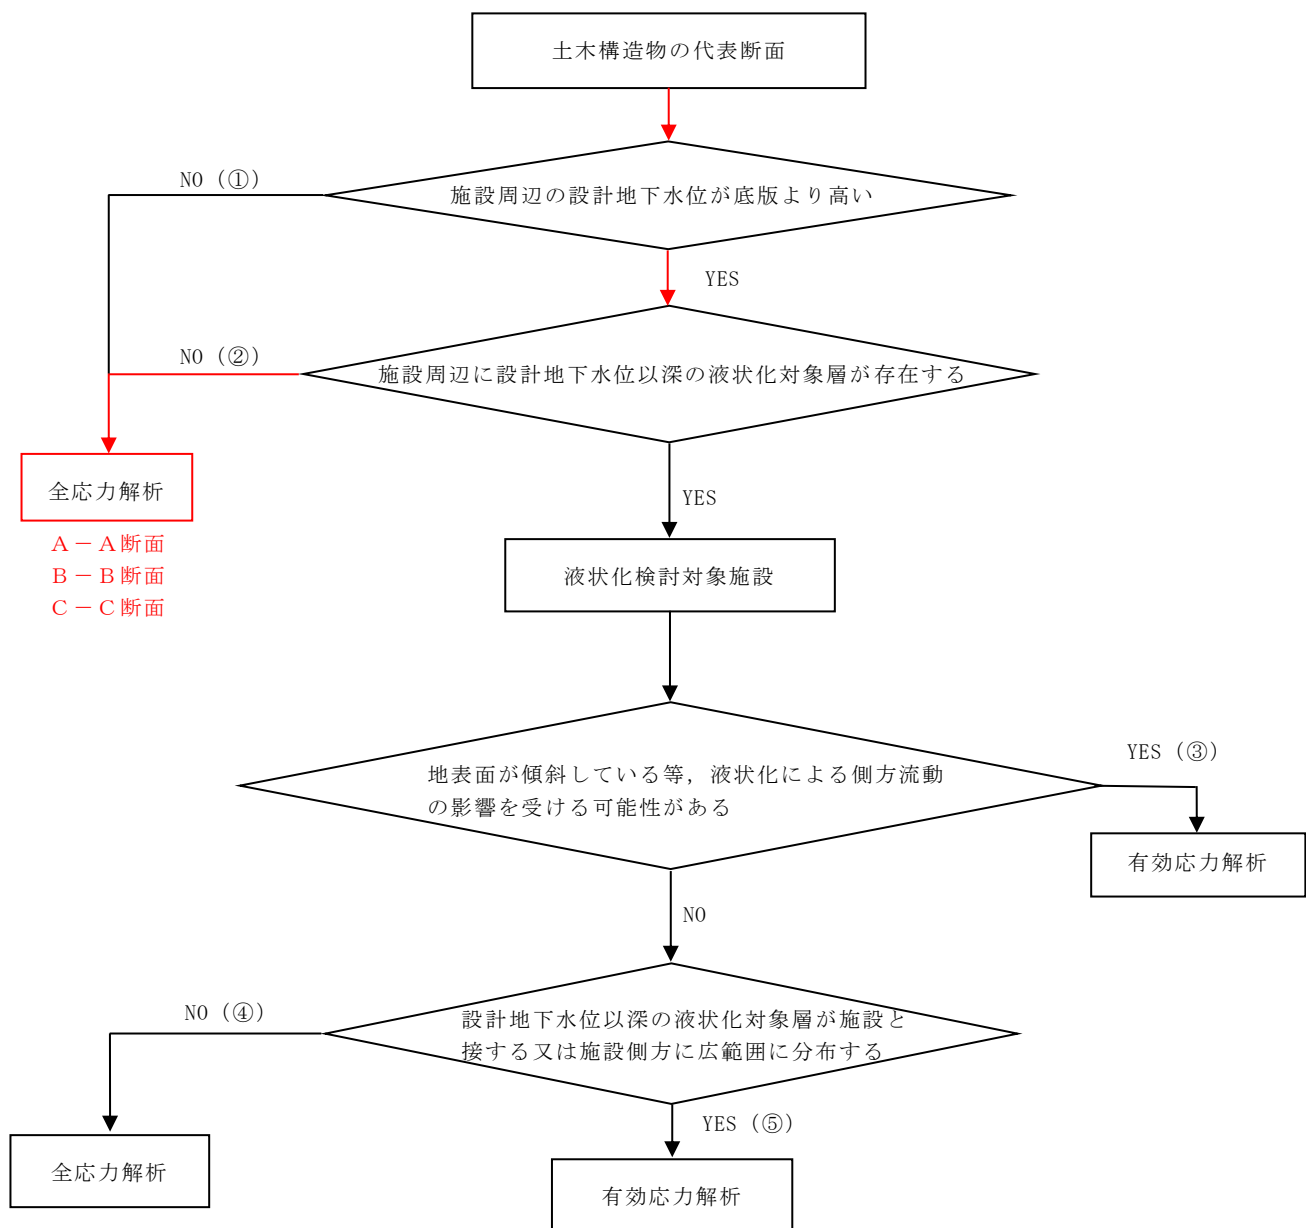 土木構造物の代表断面
NO（①）
施設周辺の設計地下水位が底版より高い
YES
NO（②）
施設周辺に設計地下水位以深の液状化対象層が存在する
全応力解析
YES
A－A断面
B－B断面
C－C断面
液状化検討対象施設
YES（③）
地表面が傾斜している等，液状化による側方流動
の影響を受ける可能性がある
有効応力解析
NO
NO（④）
設計地下水位以深の液状化対象層が施設と
接する又は施設側方に広範囲に分布する
YES（⑤）
全応力解析
有効応力解析